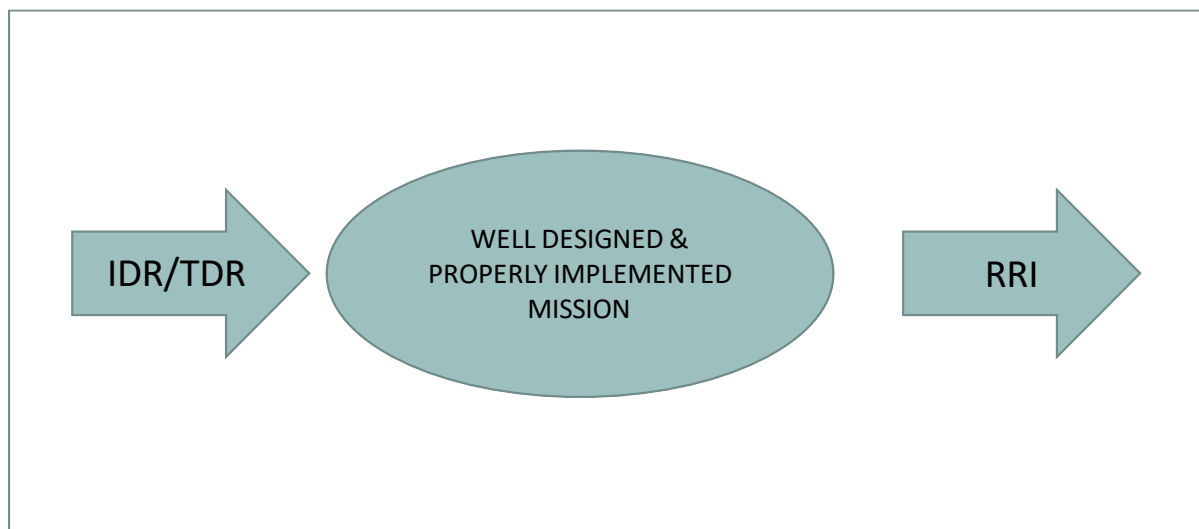 IDR/TDR
WELL DESIGNED &
PROPERLY IMPLEMENTED
MISSION
RRI